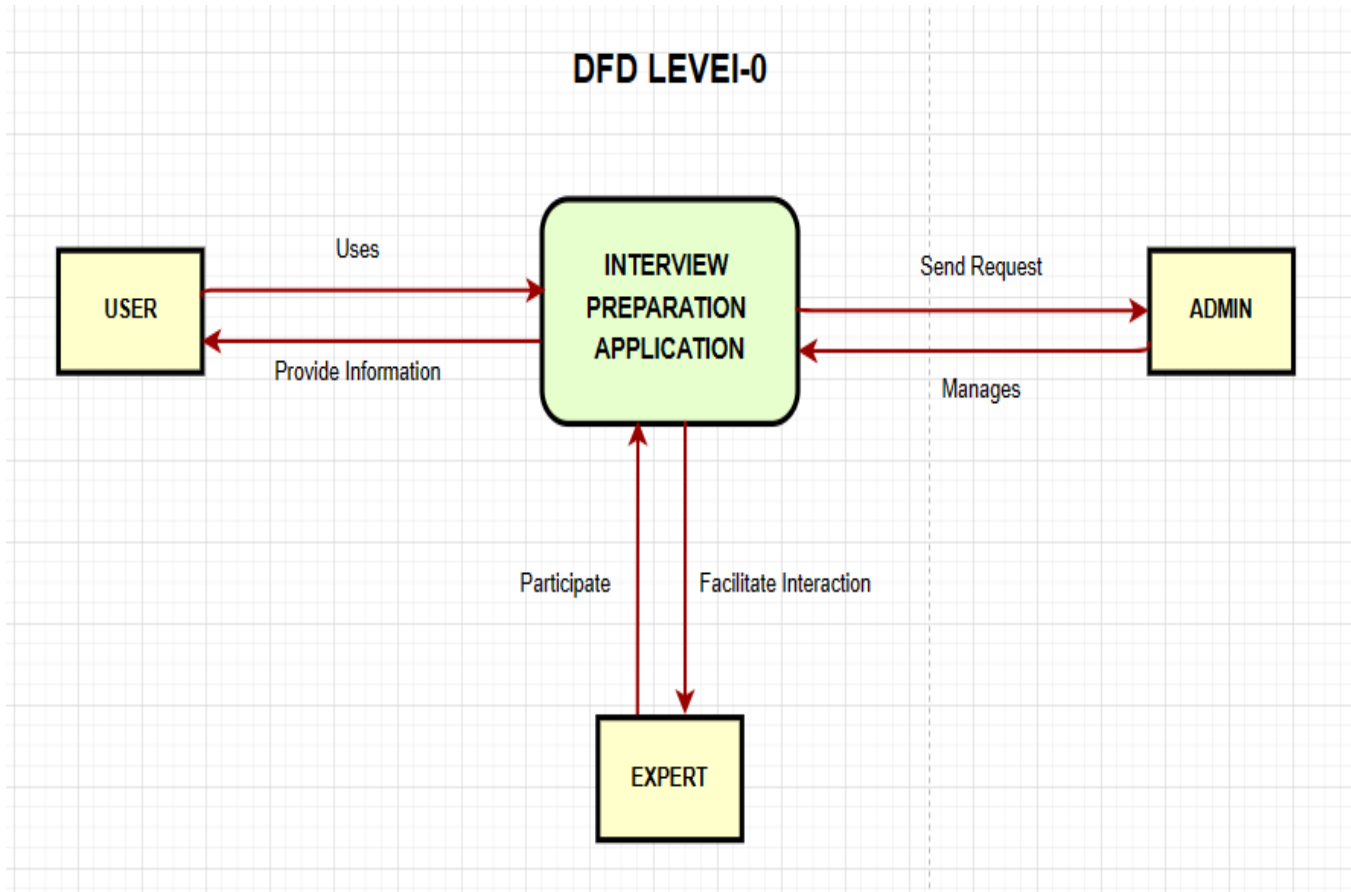 DFD LEVEl-0
Uses
INTERVIEW
PREPARATION
APPLICATION
Send Request
USER
ADMIN
Provide Information
Manages
Participate
Facilitate Interaction
EXPERT